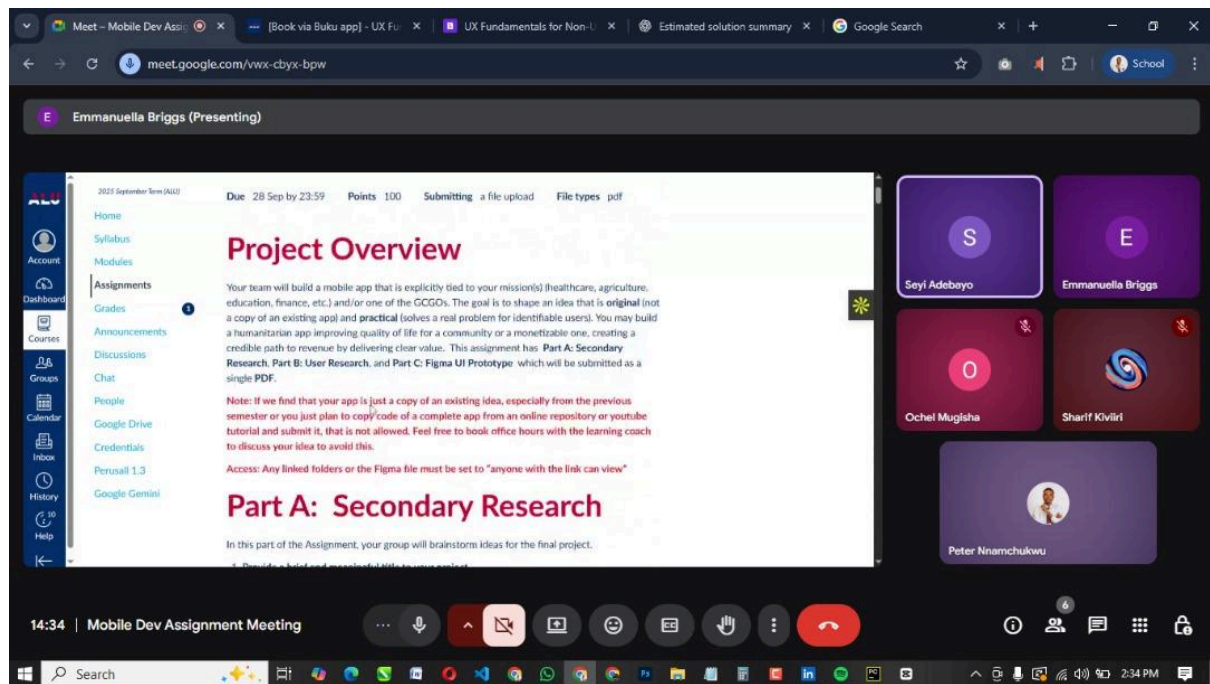 Meet – Mobile Dev Assig
[Book via Buku app] - UX Fu
UX Fundamentals for Non-U
Estimated solution summary
Google Search
meet.google.com/vwx-cbyx-bpw
School
E
Emmanuella Briggs (Presenting)
ALU
Account
Dashboard
Courses
Groups
Calendar
Inbox
History
10
Help
2025 September Term (ALU)
Home
Syllabus
Modules
Assignments
Grades 1
Announcements
Discussions
Chat
People
Google Drive
Credentials
Perusall 1.3
Google Gemini
Due 28 Sep by 23:59 Points 100 Submitting a file upload File types pdf
Project Overview
Your team will build a mobile app that is explicitly tied to your mission(s) (healthcare, agriculture,
education, finance, etc.) and/or one of the GCGOs. The goal is to shape an idea that is original (not
a copy of an existing app) and practical (solves a real problem for identifiable users). You may build
a humanitarian app improving quality of life for a community or a monetizable one, creating a
credible path to revenue by delivering clear value. This assignment has Part A: Secondary
Research, Part B: User Research, and Part C: Figma UI Prototype which will be submitted as a
single PDF.
Note: If we find that your app is just a copy of an existing idea, especially from the previous
semester or you just plan to copy code of a complete app from an online repository or youtube
tutorial and submit it, that is not allowed. Feel free to book office hours with the learning coach
to discuss your idea to avoid this.
Access: Any linked folders or the Figma file must be set to "anyone with the link can view"
Part A: Secondary Research
In this part of the Assignment, your group will brainstorm ideas for the final project.
1. Provide a brief and meaningful title to your project
S
Seyi Adebayo
E
Emmanuella Briggs
O
Ochel Mugisha
Sharif Kiviiri
Peter Nnamchukwu
14:34 | Mobile Dev Assignment Meeting
CC
6
Search
2:34 PM